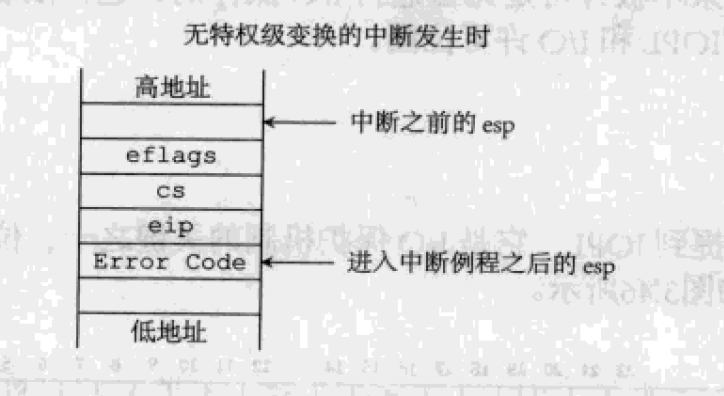 无特权级变换的中断发生时
高地址
中断之前的 esp
eflags
cs
eip
Error Code
进入中断例程之后的 esp
低地址